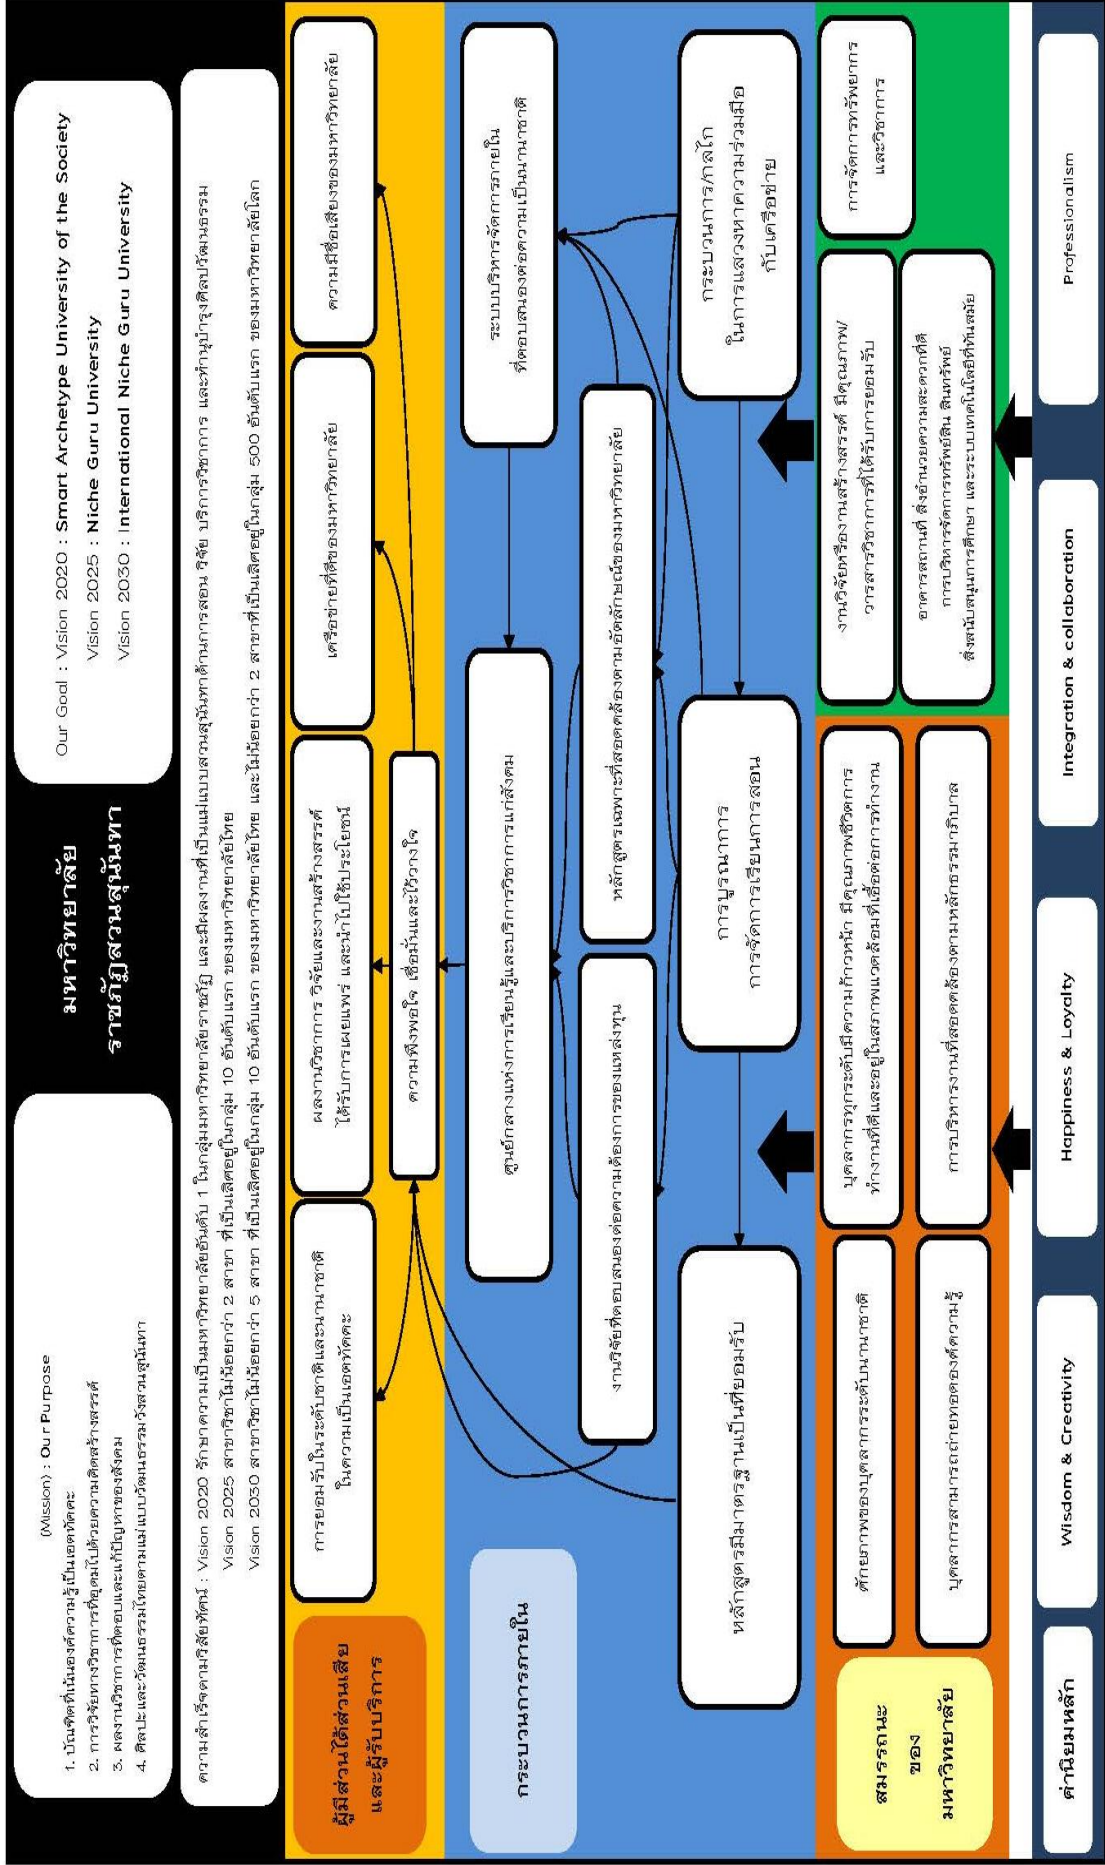 มหาวิทยาลัย
ราชภัฏสวนสุนันทา
(Mission) : Our Purpose
1. บัณฑิตที่เน้นองค์ความรู้เป็นเอตทัคคะ
2. การวิจัยทางวิชาการที่อุดมไปด้วยความคิดสร้างสรรค์
3. ผลงานวิชาการที่ตอบและแก้ปัญหาของสังคม
4. ศิลปะและวัฒนธรรมไทยตามแม่แบบวัฒนธรรมวังสวนสุนันทา
Our Goal : Vision 2020 : Smart Archetype University of the Society
Vision 2025 : Niche Guru University
Vision 2030 : International Niche Guru University
ความสำเร็จตามวิสัยทัศน์ : Vision 2020 รักษาความเป็นมหาวิทยาลัยอันดับ 1 ในกลุ่มมหาวิทยาลัยราชภัฏ และมีผลงานที่เป็นแม่แบบสวนสุนันทาด้านการสอน วิจัย บริการวิชาการ และทำนุบำรุงศิลปวัฒนธรรม
Vision 2025 สาขาวิชาไม่น้อยกว่า 2 สาขา ที่เป็นเลิศอยู่ในกลุ่ม 10 อันดับแรก ของมหาวิทยาลัยไทย
Vision 2030 สาขาวิชาไม่น้อยกว่า 5 สาขา ที่เป็นเลิศอยู่ในกลุ่ม 10 อันดับแรก ของมหาวิทยาลัยไทย และไม่น้อยกว่า 2 สาขาที่เป็นเลิศอยู่ในกลุ่ม 500 อันดับแรก ของมหาวิทยาลัยโลก
ผู้มีส่วนได้ส่วนเสีย
และผู้รับบริการ
การยอมรับในระดับชาติและนานาชาติ
ในความเป็นเอตทัคคะ
ผลงานวิชาการ วิจัยและงานสร้างสรรค์
ได้รับการเผยแพร่ และนำไปใช้ประโยชน์
เครือข่ายที่ดีของมหาวิทยาลัย
ความมีชื่อเสียงของมหาวิทยาลัย
ความพึงพอใจ เชื่อมั่นและไว้วางใจ
กระบวนการภายใน
ศูนย์กลางแห่งการเรียนรู้และบริการวิชาการแก่สังคม
ระบบบริหารจัดการภายใน
ที่ตอบสนองต่อความเป็นนานาชาติ
งานวิจัยที่ตอบสนองต่อความต้องการของแหล่งทุน
หลักสูตรเฉพาะที่สอดคล้องตามอัตลักษณ์ของมหาวิทยาลัย
หลักสูตรมีมาตรฐานเป็นที่ยอมรับ
การบูรณาการ
การจัดการเรียนการสอน
กระบวนการ/กลไก
ในการแสวงหาความร่วมมือ
กับเครือข่าย
สมรรถนะ
ของ
มหาวิทยาลัย
ศักยภาพของบุคลากรระดับนานาชาติ
บุคลากรทุกระดับมีความก้าวหน้า มีคุณภาพชีวิตการ
ทำงานที่ดีและอยู่ในสภาพแวดล้อมที่เอื้อต่อการทำงาน
งานวิจัยหรืองานสร้างสรรค์ มีคุณภาพ/
วารสารวิชาการที่ได้รับการยอมรับ
การจัดการทรัพยากร
และวิชาการ
บุคลากรสามารถถ่ายทอดองค์ความรู้
การบริหารงานที่สอดคล้องตามหลักธรรมาภิบาล
อาคารสถานที่ สิ่งอำนวยความสะดวกที่ดี
การบริหารจัดการทรัพย์สิน สินทรัพย์
สิ่งสนับสนุนการศึกษา และระบบเทคโนโลยีที่ทันสมัย
ค่านิยมหลัก
Wisdom & Creativity
Happiness & Loyalty
Integration & collaboration
Professionalism